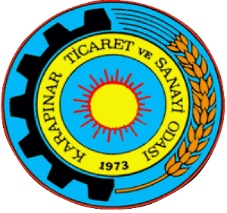 KARAPINAR TİCARET VE SANAYİ ODASI
1973